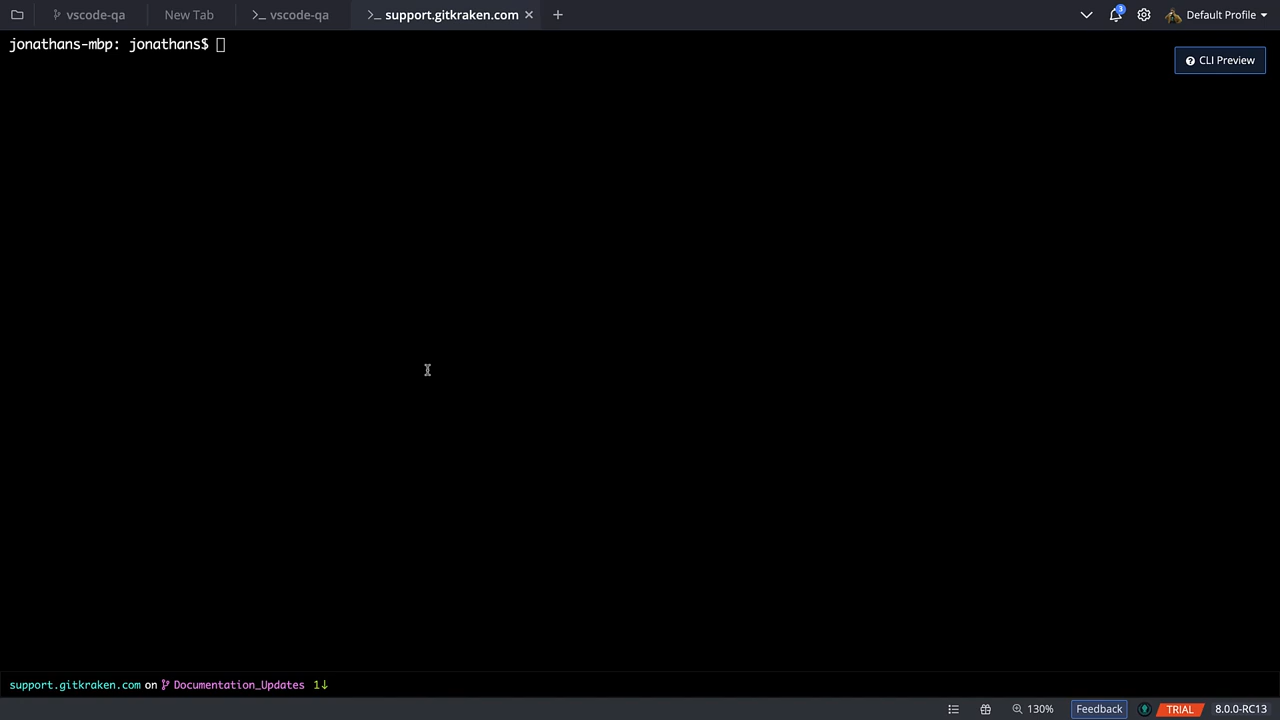 vscode-qa New Tab >_ vscode-qa >_ support.gitkraken.com × + 3 Default Profile
jonathans-mbp: jonathans$
CLI Preview
support.gitkraken.com on Documentation_Updates 1↓
130% Feedback TRIAL 8.0.0-RC13